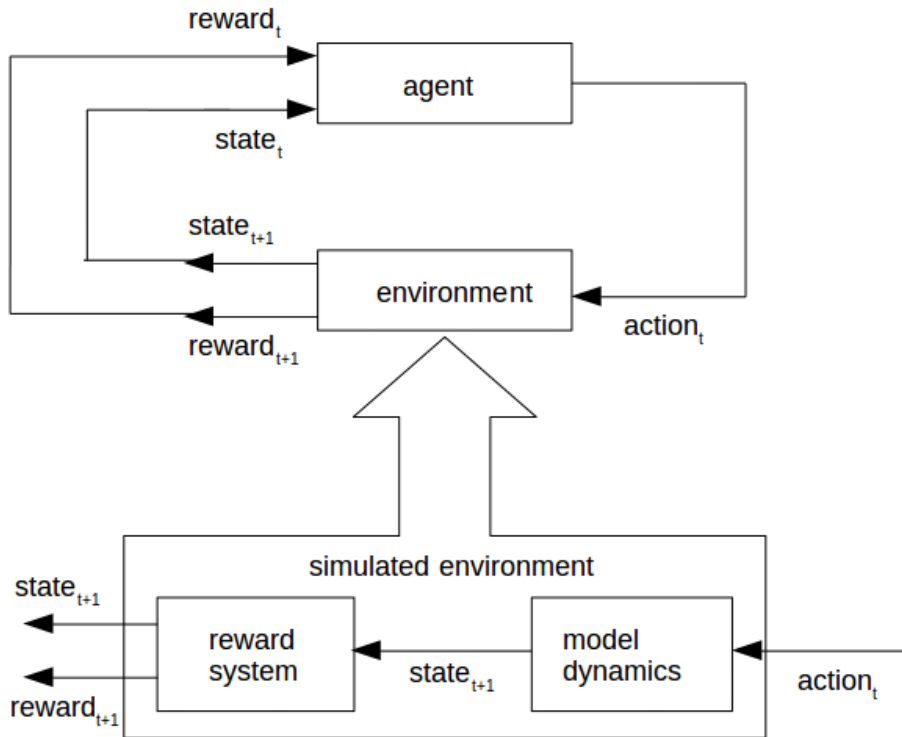 reward_t
agent
state_t
state_t+1
environment
action_t
reward_t+1
simulated environment
state_t+1
reward
system
model
dynamics
state_t+1
action_t
reward_t+1